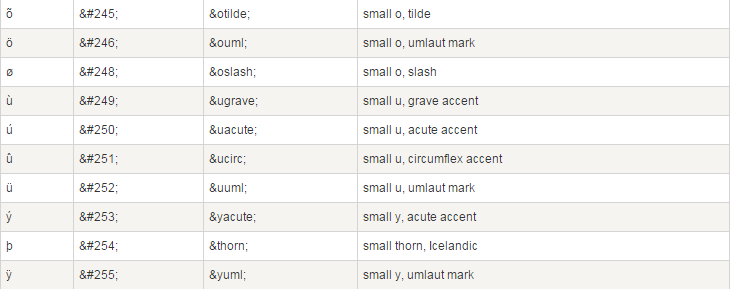 õ &#245; &otilde; small o, tilde
ö &#246; &ouml; small o, umlaut mark
ø &#248; &oslash; small o, slash
ù &#249; &ugrave; small u, grave accent
ú &#250; &uacute; small u, acute accent
û &#251; &ucirc; small u, circumflex accent
ü &#252; &uuml; small u, umlaut mark
ý &#253; &yacute; small y, acute accent
þ &#254; &thorn; small thorn, Icelandic
ÿ &#255; &yuml; small y, umlaut mark